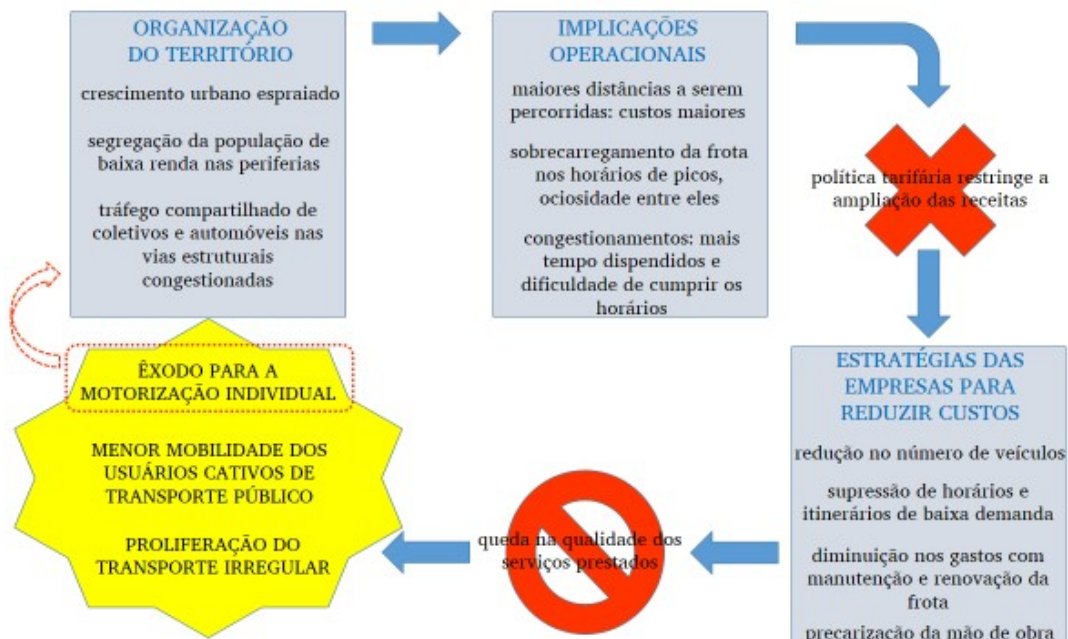 ORGANIZAÇÃO
DO TERRITÓRIO
crescimento urbano espraiado
segregação da população de
baixa renda nas periferias
tráfego compartilhado de
coletivos e automóveis nas
vias estruturais
congestionadas
IMPLICAÇÕES
OPERACIONAIS
maiores distâncias a serem
percorridas: custos maiores
sobrecarregamento da frota
nos horários de picos,
ociosidade entre eles
congestionamentos: mais
tempo dispendidos e
dificuldade de cumprir os
horários
política tarifária restringe a
ampliação das receitas
ESTRATÉGIAS DAS
EMPRESAS PARA
REDUZIR CUSTOS
redução no número de veículos
supressão de horários e
itinerários de baixa demanda
diminuição nos gastos com
manutenção e renovação da
frota
precarização da mão de obra
queda na qualidade dos
serviços prestados
ÊXODO PARA A
MOTORIZAÇÃO INDIVIDUAL
MENOR MOBILIDADE DOS
USUÁRIOS CATIVOS DE
TRANSPORTE PÚBLICO
PROLIFERAÇÃO DO
TRANSPORTE IRREGULAR